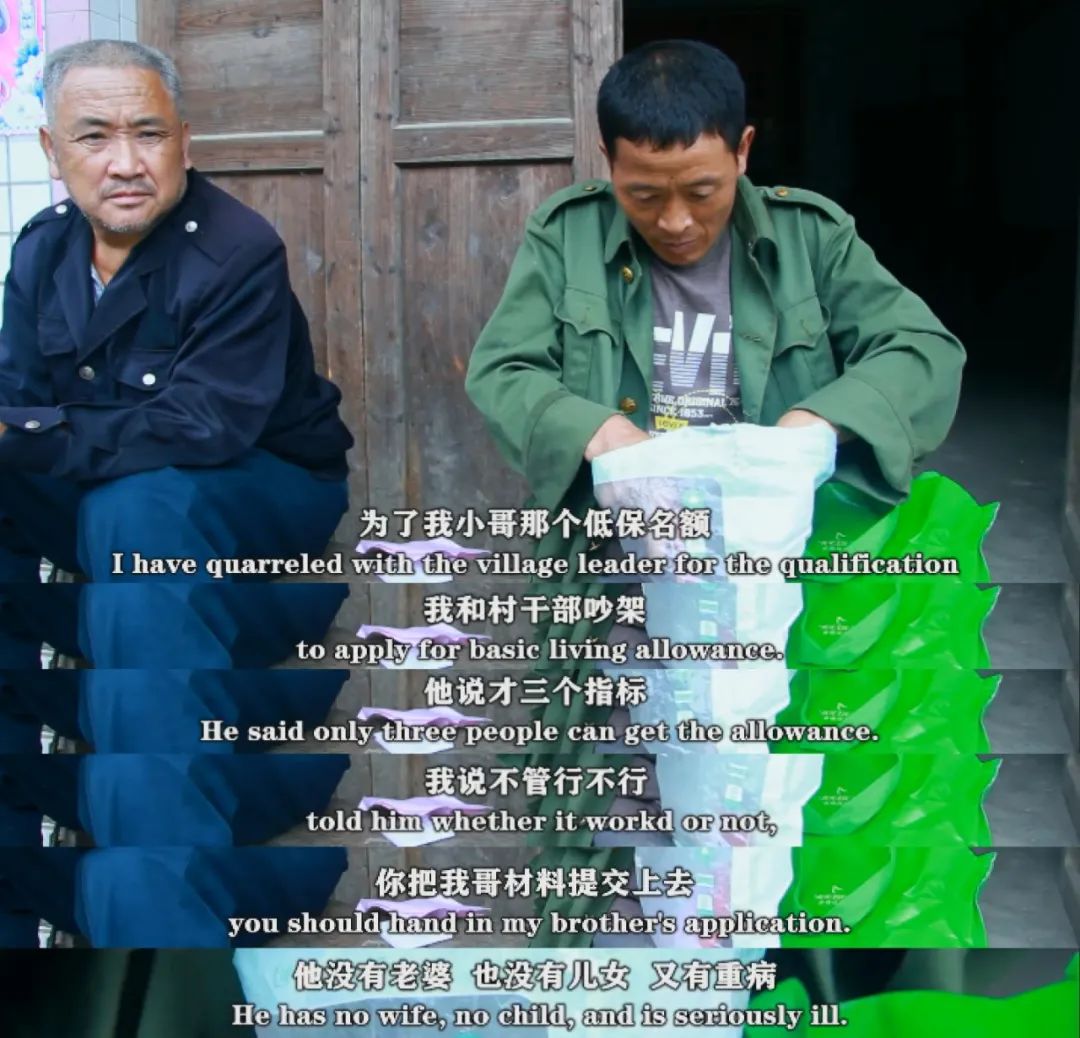 EVI
ORIGINAL
SINCE 1853
为了我小哥那个低保名额
I have quarreled with the village leader for the qualification
我和村干部吵架
to apply for basic living allowance.
他说才三个指标
He said only three people can get the allowance.
我说不管行不行
told him whether it workd or not,
你把我哥材料提交上去
you should hand in my brother's application.
他没有老婆 也没有儿女 又有重病
He has no wife, no child, and is seriously ill.